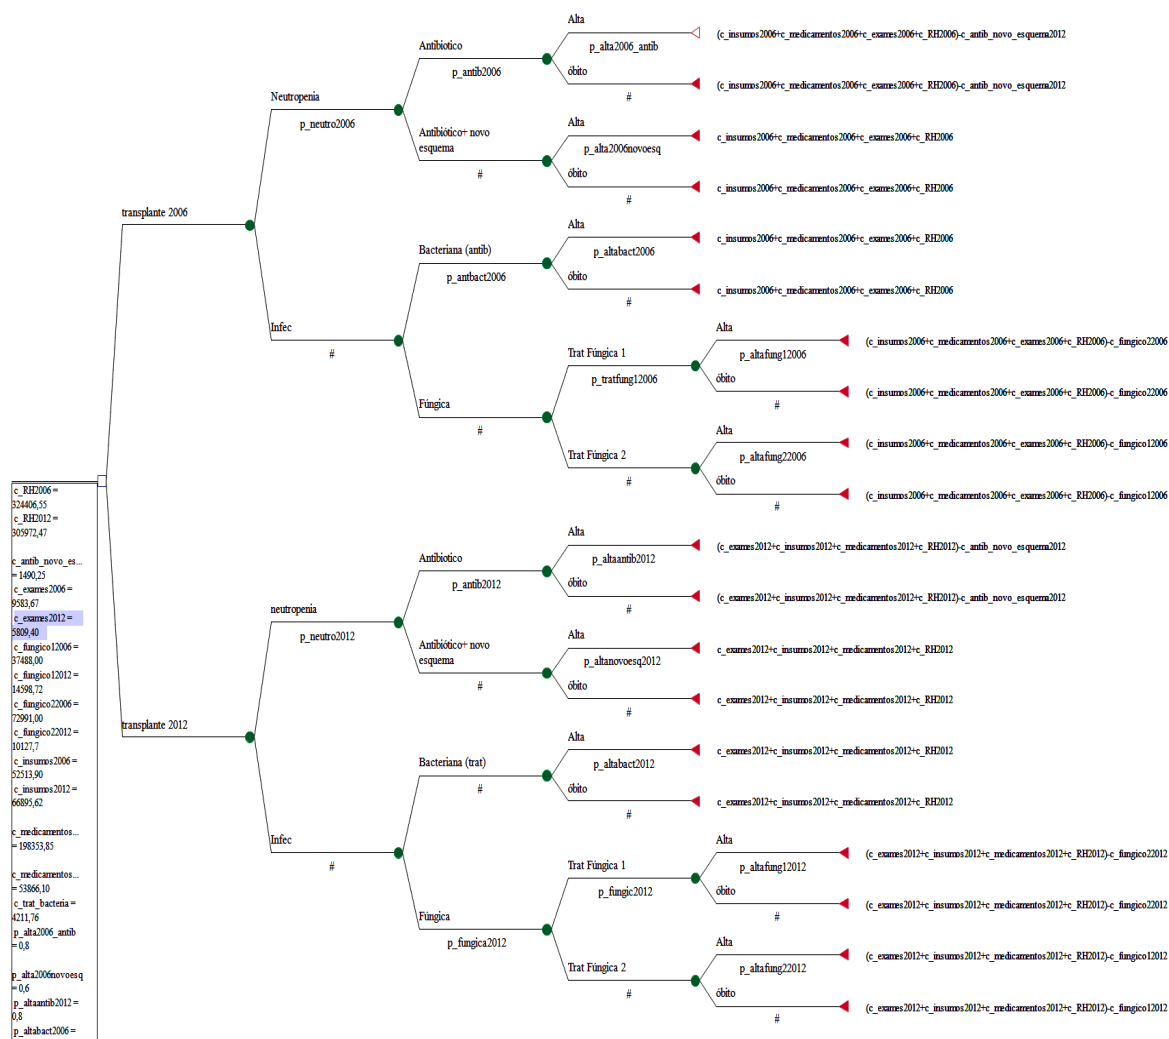 Alta
p_alta2006_antib
(c_insumos2006+c_medicamentos2006+c_exames2006+c_RH2006)-c_antib_novo_esquema2012
Antibiotico
p_antib2006
óbito
#
(c_insumos2006+c_medicamentos2006+c_exames2006+c_RH2006)-c_antib_novo_esquema2012
Neutropenia
p_neutro2006
Antibiótico+ novo
esquema
#
Alta
p_alta2006novoesq
c_insumos2006+c_medicamentos2006+c_exames2006+c_RH2006
óbito
#
c_insumos2006+c_medicamentos2006+c_exames2006+c_RH2006
transplante 2006
Bacteriana (antib)
p_antbact2006
Alta
p_altabact2006
c_insumos2006+c_medicamentos2006+c_exames2006+c_RH2006
óbito
#
c_insumos2006+c_medicamentos2006+c_exames2006+c_RH2006
Infec
#
Fúngica
#
Trat Fúngica 1
p_tratfung12006
Alta
p_altafung12006
(c_insumos2006+c_medicamentos2006+c_exames2006+c_RH2006)-c_fungico22006
óbito
#
(c_insumos2006+c_medicamentos2006+c_exames2006+c_RH2006)-c_fungico22006
Trat Fúngica 2
#
Alta
p_altafung22006
(c_insumos2006+c_medicamentos2006+c_exames2006+c_RH2006)-c_fungico12006
óbito
#
(c_insumos2006+c_medicamentos2006+c_exames2006+c_RH2006)-c_fungico12006
c_RH2006 =
324406,55
c_RH2012 =
305972,47
c_antib_novo_es...
= 1490,25
c_exames2006 =
9583,67
c_exames2012 =
5809,40
c_fungico12006 =
37488,00
c_fungico12012 =
14598,72
c_fungico22006 =
72991,00
c_fungico22012 =
10127,7
c_insumos2006 =
52513,90
c_insumos2012 =
66895,62
c_medicamentos...
= 198353,85
c_medicamentos...
= 53866,10
c_trat_bacteria =
4211,76
p_alta2006_antib
= 0,8
p_alta2006novoesq
= 0,6
p_altaantib2012 =
0,8
p_altabact2006 =
transplante 2012
neutropenia
p_neutro2012
Antibiotico
p_antib2012
Alta
p_altaantib2012
(c_exames2012+c_insumos2012+c_medicamentos2012+c_RH2012)-c_antib_novo_esquema2012
óbito
#
(c_exames2012+c_insumos2012+c_medicamentos2012+c_RH2012)-c_antib_novo_esquema2012
Antibiótico+ novo
esquema
#
Alta
p_altanovoesq2012
c_exames2012+c_insumos2012+c_medicamentos2012+c_RH2012
óbito
#
c_exames2012+c_insumos2012+c_medicamentos2012+c_RH2012
Infec
#
Bacteriana (trat)
#
Alta
p_altabact2012
c_exames2012+c_insumos2012+c_medicamentos2012+c_RH2012
óbito
#
c_exames2012+c_insumos2012+c_medicamentos2012+c_RH2012
Fúngica
p_fungica2012
Trat Fúngica 1
p_fungic2012
Alta
p_altafung12012
(c_exames2012+c_insumos2012+c_medicamentos2012+c_RH2012)-c_fungico22012
óbito
#
(c_exames2012+c_insumos2012+c_medicamentos2012+c_RH2012)-c_fungico22012
Trat Fúngica 2
#
Alta
p_altafung22012
(c_exames2012+c_insumos2012+c_medicamentos2012+c_RH2012)-c_fungico12012
óbito
#
(c_exames2012+c_insumos2012+c_medicamentos2012+c_RH2012)-c_fungico12012